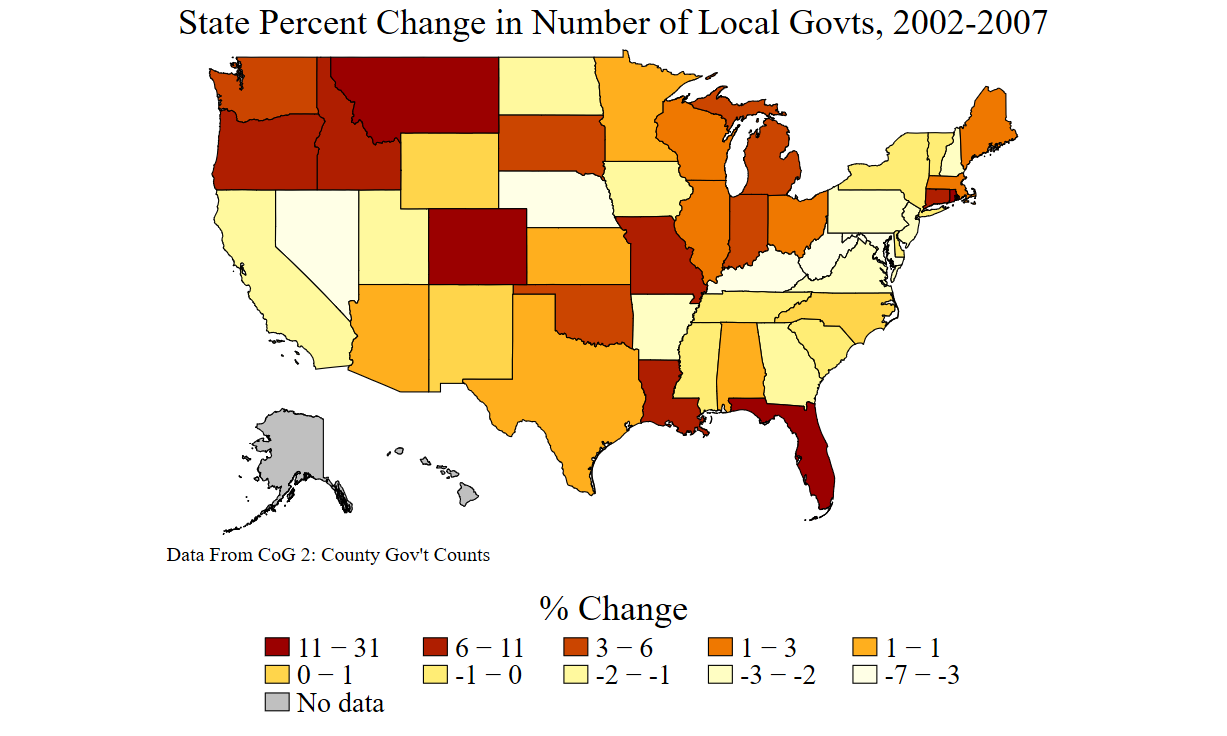 State Percent Change in Number of Local Govts, 2002-2007
Data From CoG 2: County Gov't Counts
% Change
11 − 31 6 − 11 3 − 6 1 − 3 1 − 1
0 − 1 -1 − 0 -2 − -1 -3 − -2 -7 − -3
No data